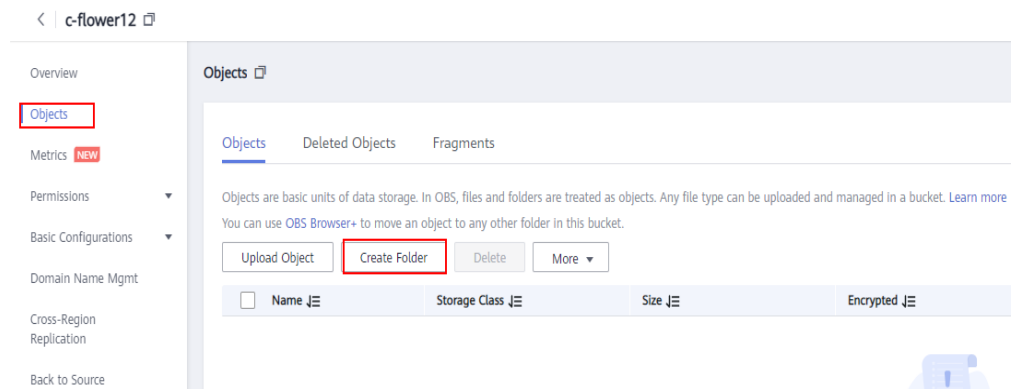 c-flower12
Overview
Objects
Metrics NEW
Permissions
Basic Configurations
Domain Name Mgmt
Cross-Region
Replication
Back to Source
Objects
Objects Deleted Objects Fragments
Objects are basic units of data storage. In OBS, files and folders are treated as objects. Any file type can be uploaded and managed in a bucket. Learn more
You can use OBS Browser+ to move an object to any other folder in this bucket.
Upload Object Create Folder Delete More
Name Storage Class Size Encrypted